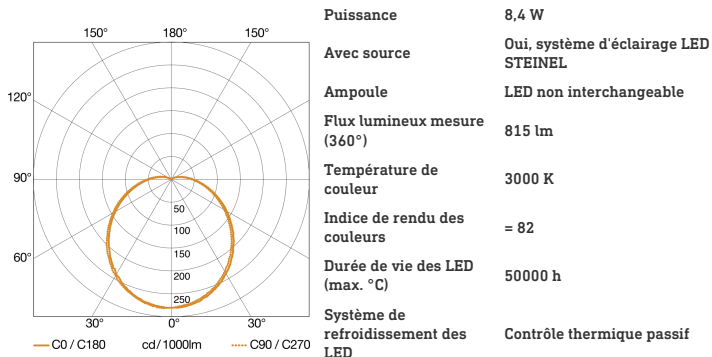 150° 180° 150°
120°
90°
60°
50
100
150
200
250
30° 0° 30°
C0 / C180 cd/1000lm C90 / C270
Puissance 8,4 W
Avec source Oui, système d'éclairage LED
STEINEL
Ampoule LED non interchangeable
Flux lumineux mesure
(360°) 815 lm
Température de
couleur 3000 K
Indice de rendu des
couleurs = 82
Durée de vie des LED
(max. °C) 50000 h
Système de
refroidissement des
LED Contrôle thermique passif